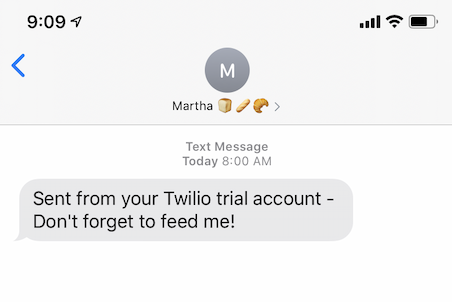 9:09
M
Martha 🍞🥖🥐
Text Message
Today 8:00 AM
Sent from your Twilio trial account -
Don't forget to feed me!